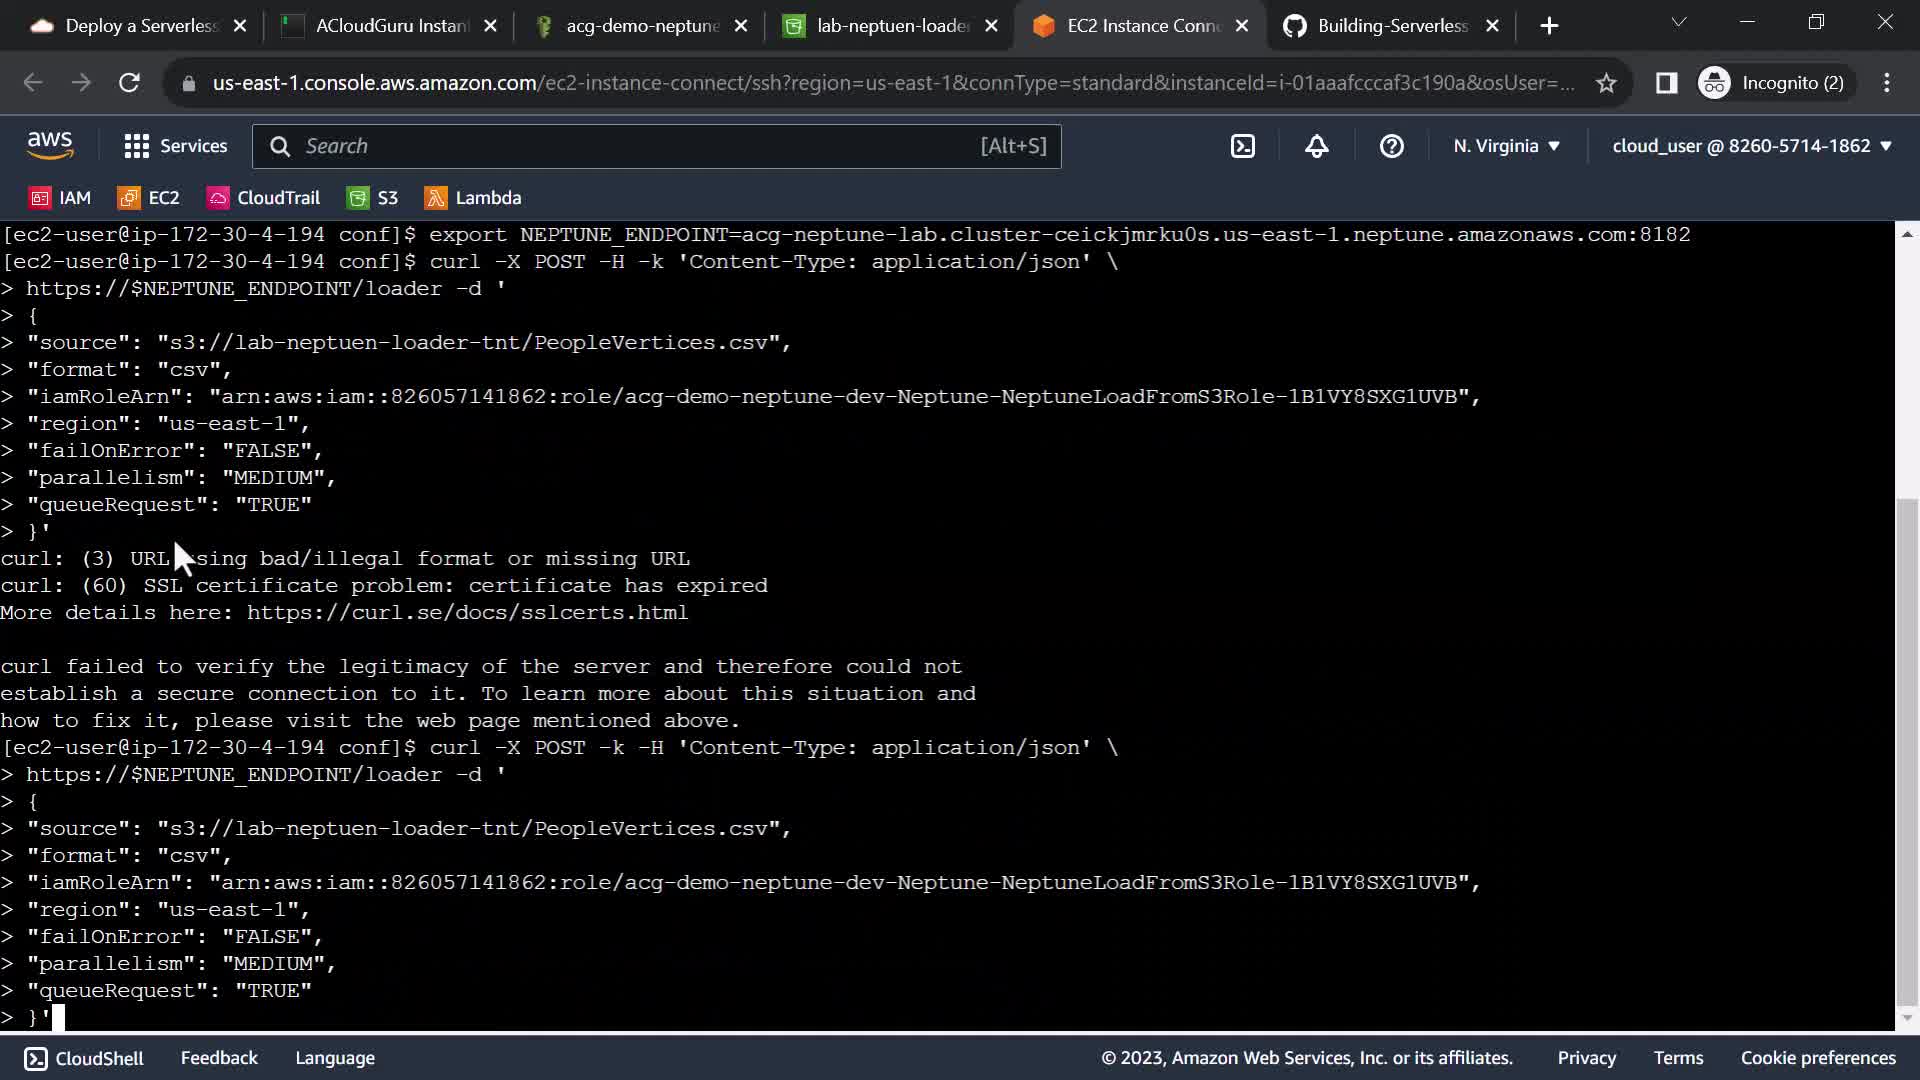 Deploy a Serverless
ACloudGuru Instan
acg-demo-neptune
lab-neptuen-loade
EC2 Instance Conn
Building-Serverless
us-east-1.console.aws.amazon.com/ec2-instance-connect/ssh?region=us-east-1&connType=standard&instanceId=i-01aaafcccaf3c190a&osUser=...
Incognito (2)
aws
Services
Search
[Alt+S]
N. Virginia
cloud_user @ 8260-5714-1862
IAM
EC2
CloudTrail
S3
Lambda
[ec2-user@ip-172-30-4-194 conf]$ export NEPTUNE_ENDPOINT=acg-neptune-lab.cluster-ceickjmrku0s.us-east-1.neptune.amazonaws.com:8182
[ec2-user@ip-172-30-4-194 conf]$ curl -X POST -H -k 'Content-Type: application/json' \
> https://$NEPTUNE_ENDPOINT/loader -d '
> {
> "source": "s3://lab-neptuen-loader-tnt/PeopleVertices.csv",
> "format": "csv",
> "iamRoleArn": "arn:aws:iam::826057141862:role/acg-demo-neptune-dev-Neptune-NeptuneLoadFromS3Role-1B1VY8SXG1UVB",
> "region": "us-east-1",
> "failOnError": "FALSE",
> "parallelism": "MEDIUM",
> "queueRequest": "TRUE"
> }'
curl: (3) URL using bad/illegal format or missing URL
curl: (60) SSL certificate problem: certificate has expired
More details here: https://curl.se/docs/sslcerts.html
curl failed to verify the legitimacy of the server and therefore could not
establish a secure connection to it. To learn more about this situation and
how to fix it, please visit the web page mentioned above.
[ec2-user@ip-172-30-4-194 conf]$ curl -X POST -k -H 'Content-Type: application/json' \
> https://$NEPTUNE_ENDPOINT/loader -d '
> {
> "source": "s3://lab-neptuen-loader-tnt/PeopleVertices.csv",
> "format": "csv",
> "iamRoleArn": "arn:aws:iam::826057141862:role/acg-demo-neptune-dev-Neptune-NeptuneLoadFromS3Role-1B1VY8SXG1UVB",
> "region": "us-east-1",
> "failOnError": "FALSE",
> "parallelism": "MEDIUM",
> "queueRequest": "TRUE"
> }'
CloudShell
Feedback
Language
© 2023, Amazon Web Services, Inc. or its affiliates.
Privacy
Terms
Cookie preferences